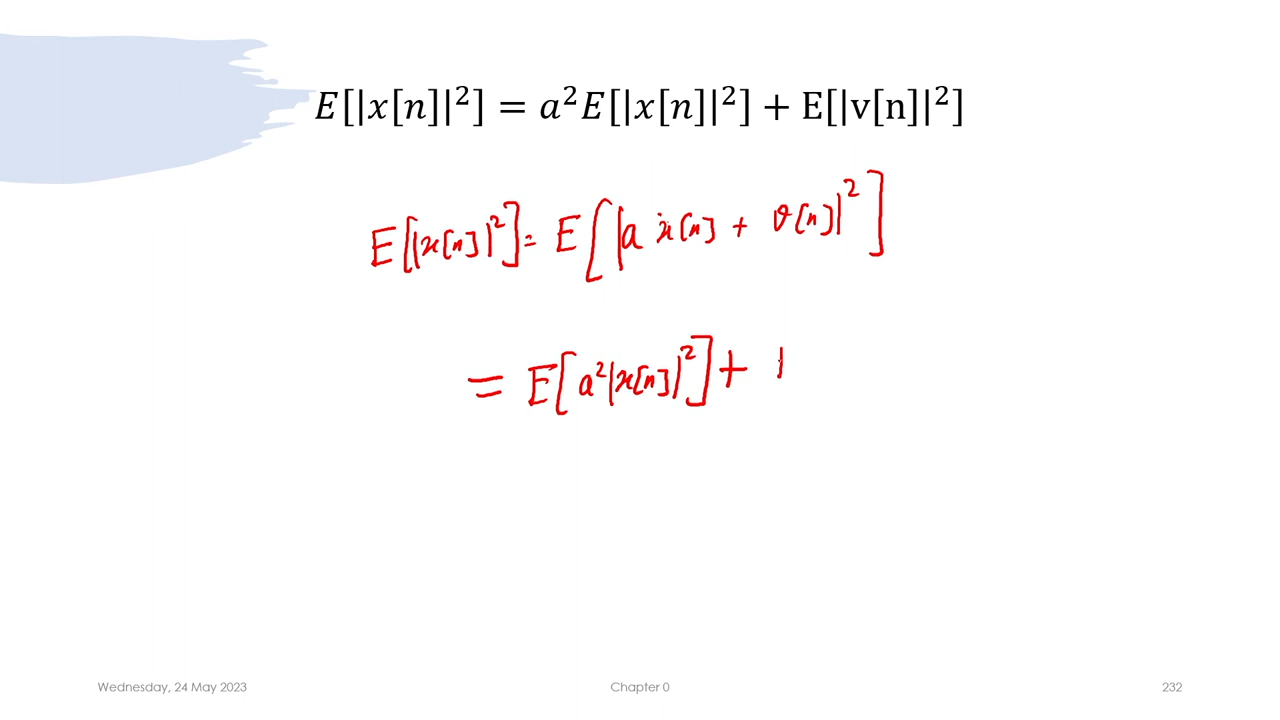 E[|x[n]|²] = a²E[|x[n]|²] + E[|v[n]|²]
E[|x[n]|²] = E[|a x[n] + v[n]|²]
= E[a²|x[n]|²] +
Wednesday, 24 May 2023
Chapter 0
232